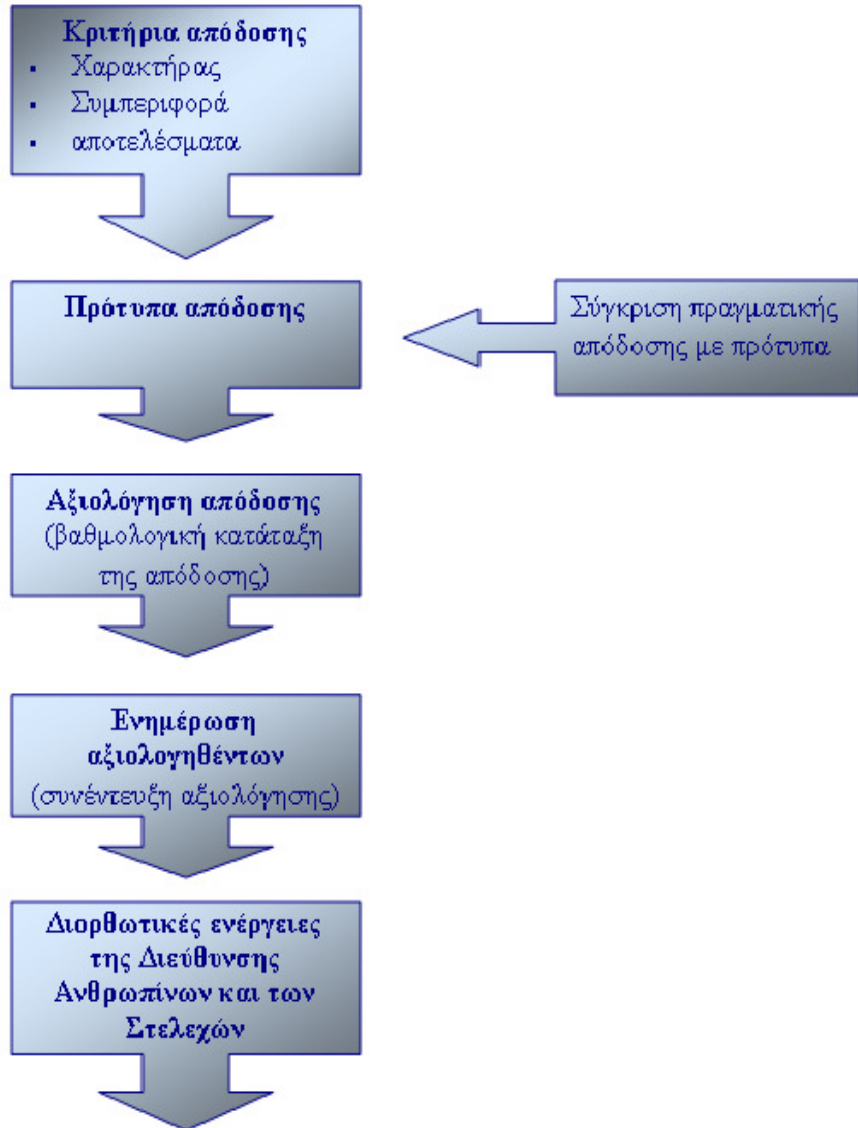 Κριτήρια απόδοσης
▪ Χαρακτήρας
▪ Συμπεριφορά
▪ αποτελέσματα
Πρότυπα απόδοσης
Σύγκριση πραγματικής
απόδοσης με πρότυπα
Αξιολόγηση απόδοσης
(βαθμολογική κατάταξη
της απόδοσης)
Ενημέρωση
αξιολογηθέντων
(συνέντευξη αξιολόγησης)
Διορθωτικές ενέργειες
της Διεύθυνσης
Ανθρωπίνων και των
Στελεχών